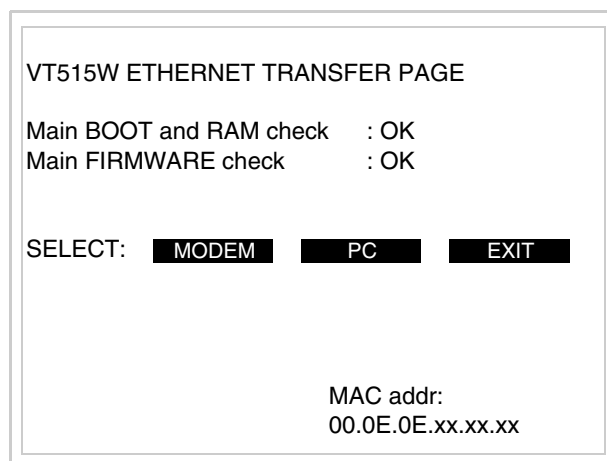 VT515W ETHERNET TRANSFER PAGE
Main BOOT and RAM check : OK
Main FIRMWARE check : OK
SELECT: MODEM PC EXIT
MAC addr:
00.0E.0E.xx.xx.xx